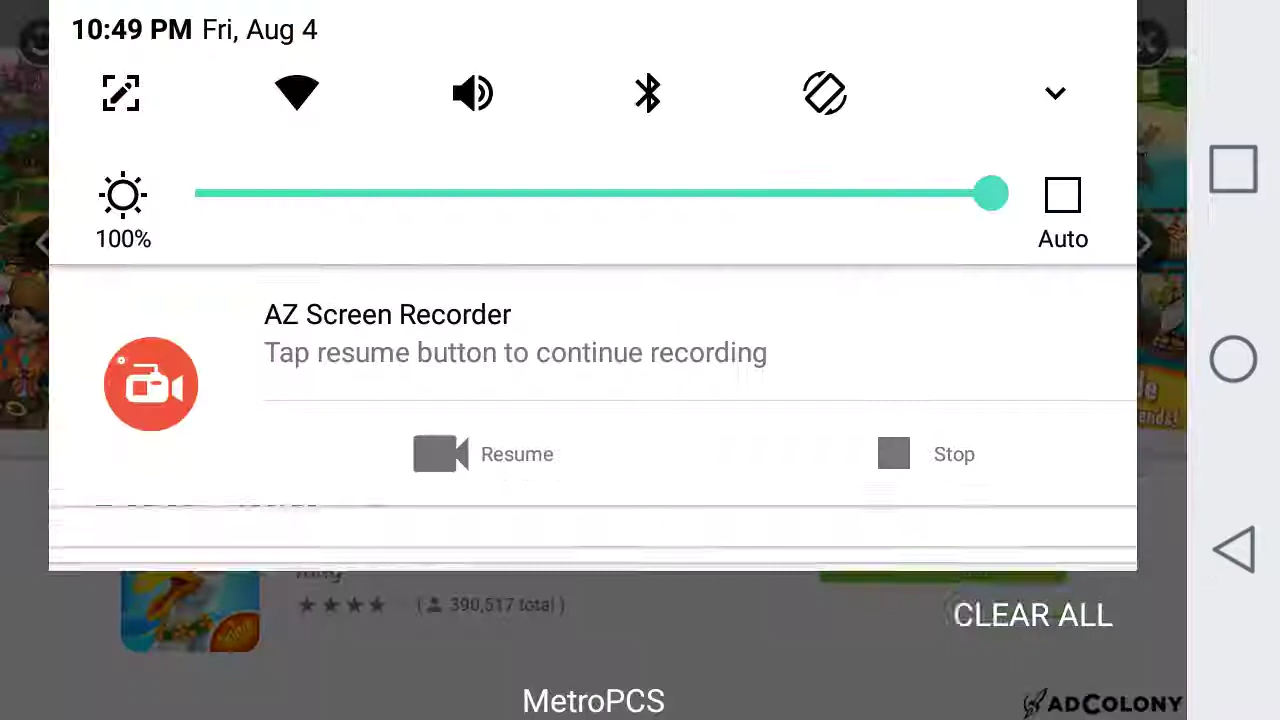 10:49 PM Fri, Aug 4
100%
Auto
AZ Screen Recorder
Tap resume button to continue recording
Resume
Stop
( 390,517 total )
CLEAR ALL
MetroPCS
ADCOLONY